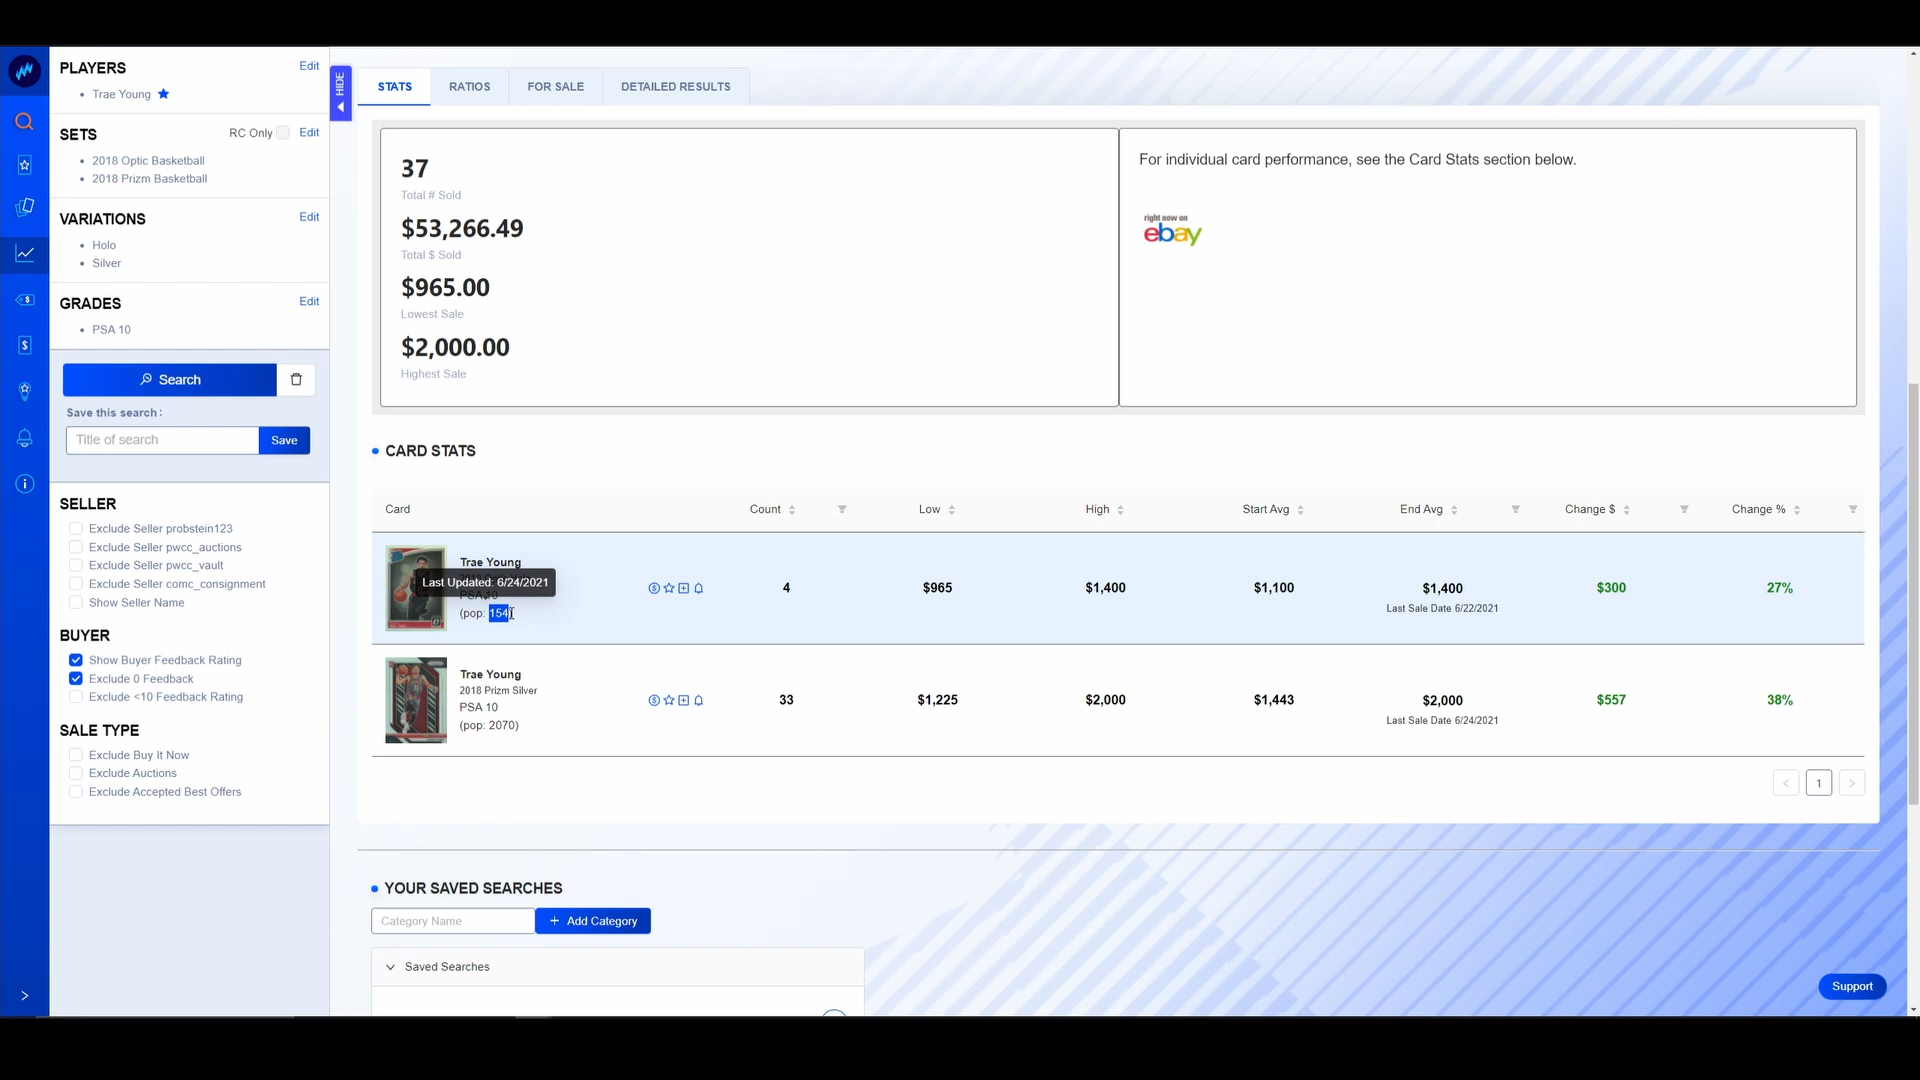 PLAYERS Edit
Trae Young
SETS RC Only Edit
2018 Optic Basketball
2018 Prizm Basketball
VARIATIONS Edit
Holo
Silver
GRADES Edit
PSA 10
Search
Save this search:
Title of search Save
SELLER
Exclude Seller probstein123
Exclude Seller pwcc_auctions
Exclude Seller pwcc_vault
Exclude Seller comc_consignment
Show Seller Name
BUYER
Show Buyer Feedback Rating
Exclude 0 Feedback
Exclude <10 Feedback Rating
SALE TYPE
Exclude Buy It Now
Exclude Auctions
Exclude Accepted Best Offers
HIDE
STATS RATIOS FOR SALE DETAILED RESULTS
37
Total # Sold
$53,266.49
Total $ Sold
$965.00
Lowest Sale
$2,000.00
Highest Sale
For individual card performance, see the Card Stats section below.
right now on
ebay
CARD STATS
Card Count Low High Start Avg End Avg Change $ Change %
Trae Young
Last Updated: 6/24/2021
PSA 10
(pop: 154
4 $965 $1,400 $1,100 $1,400 $300 27%
Last Sale Date 6/22/2021
Trae Young
2018 Prizm Silver
PSA 10
(pop: 2070)
33 $1,225 $2,000 $1,443 $2,000 $557 38%
Last Sale Date 6/24/2021
< 1 >
YOUR SAVED SEARCHES
Category Name + Add Category
Saved Searches
Support